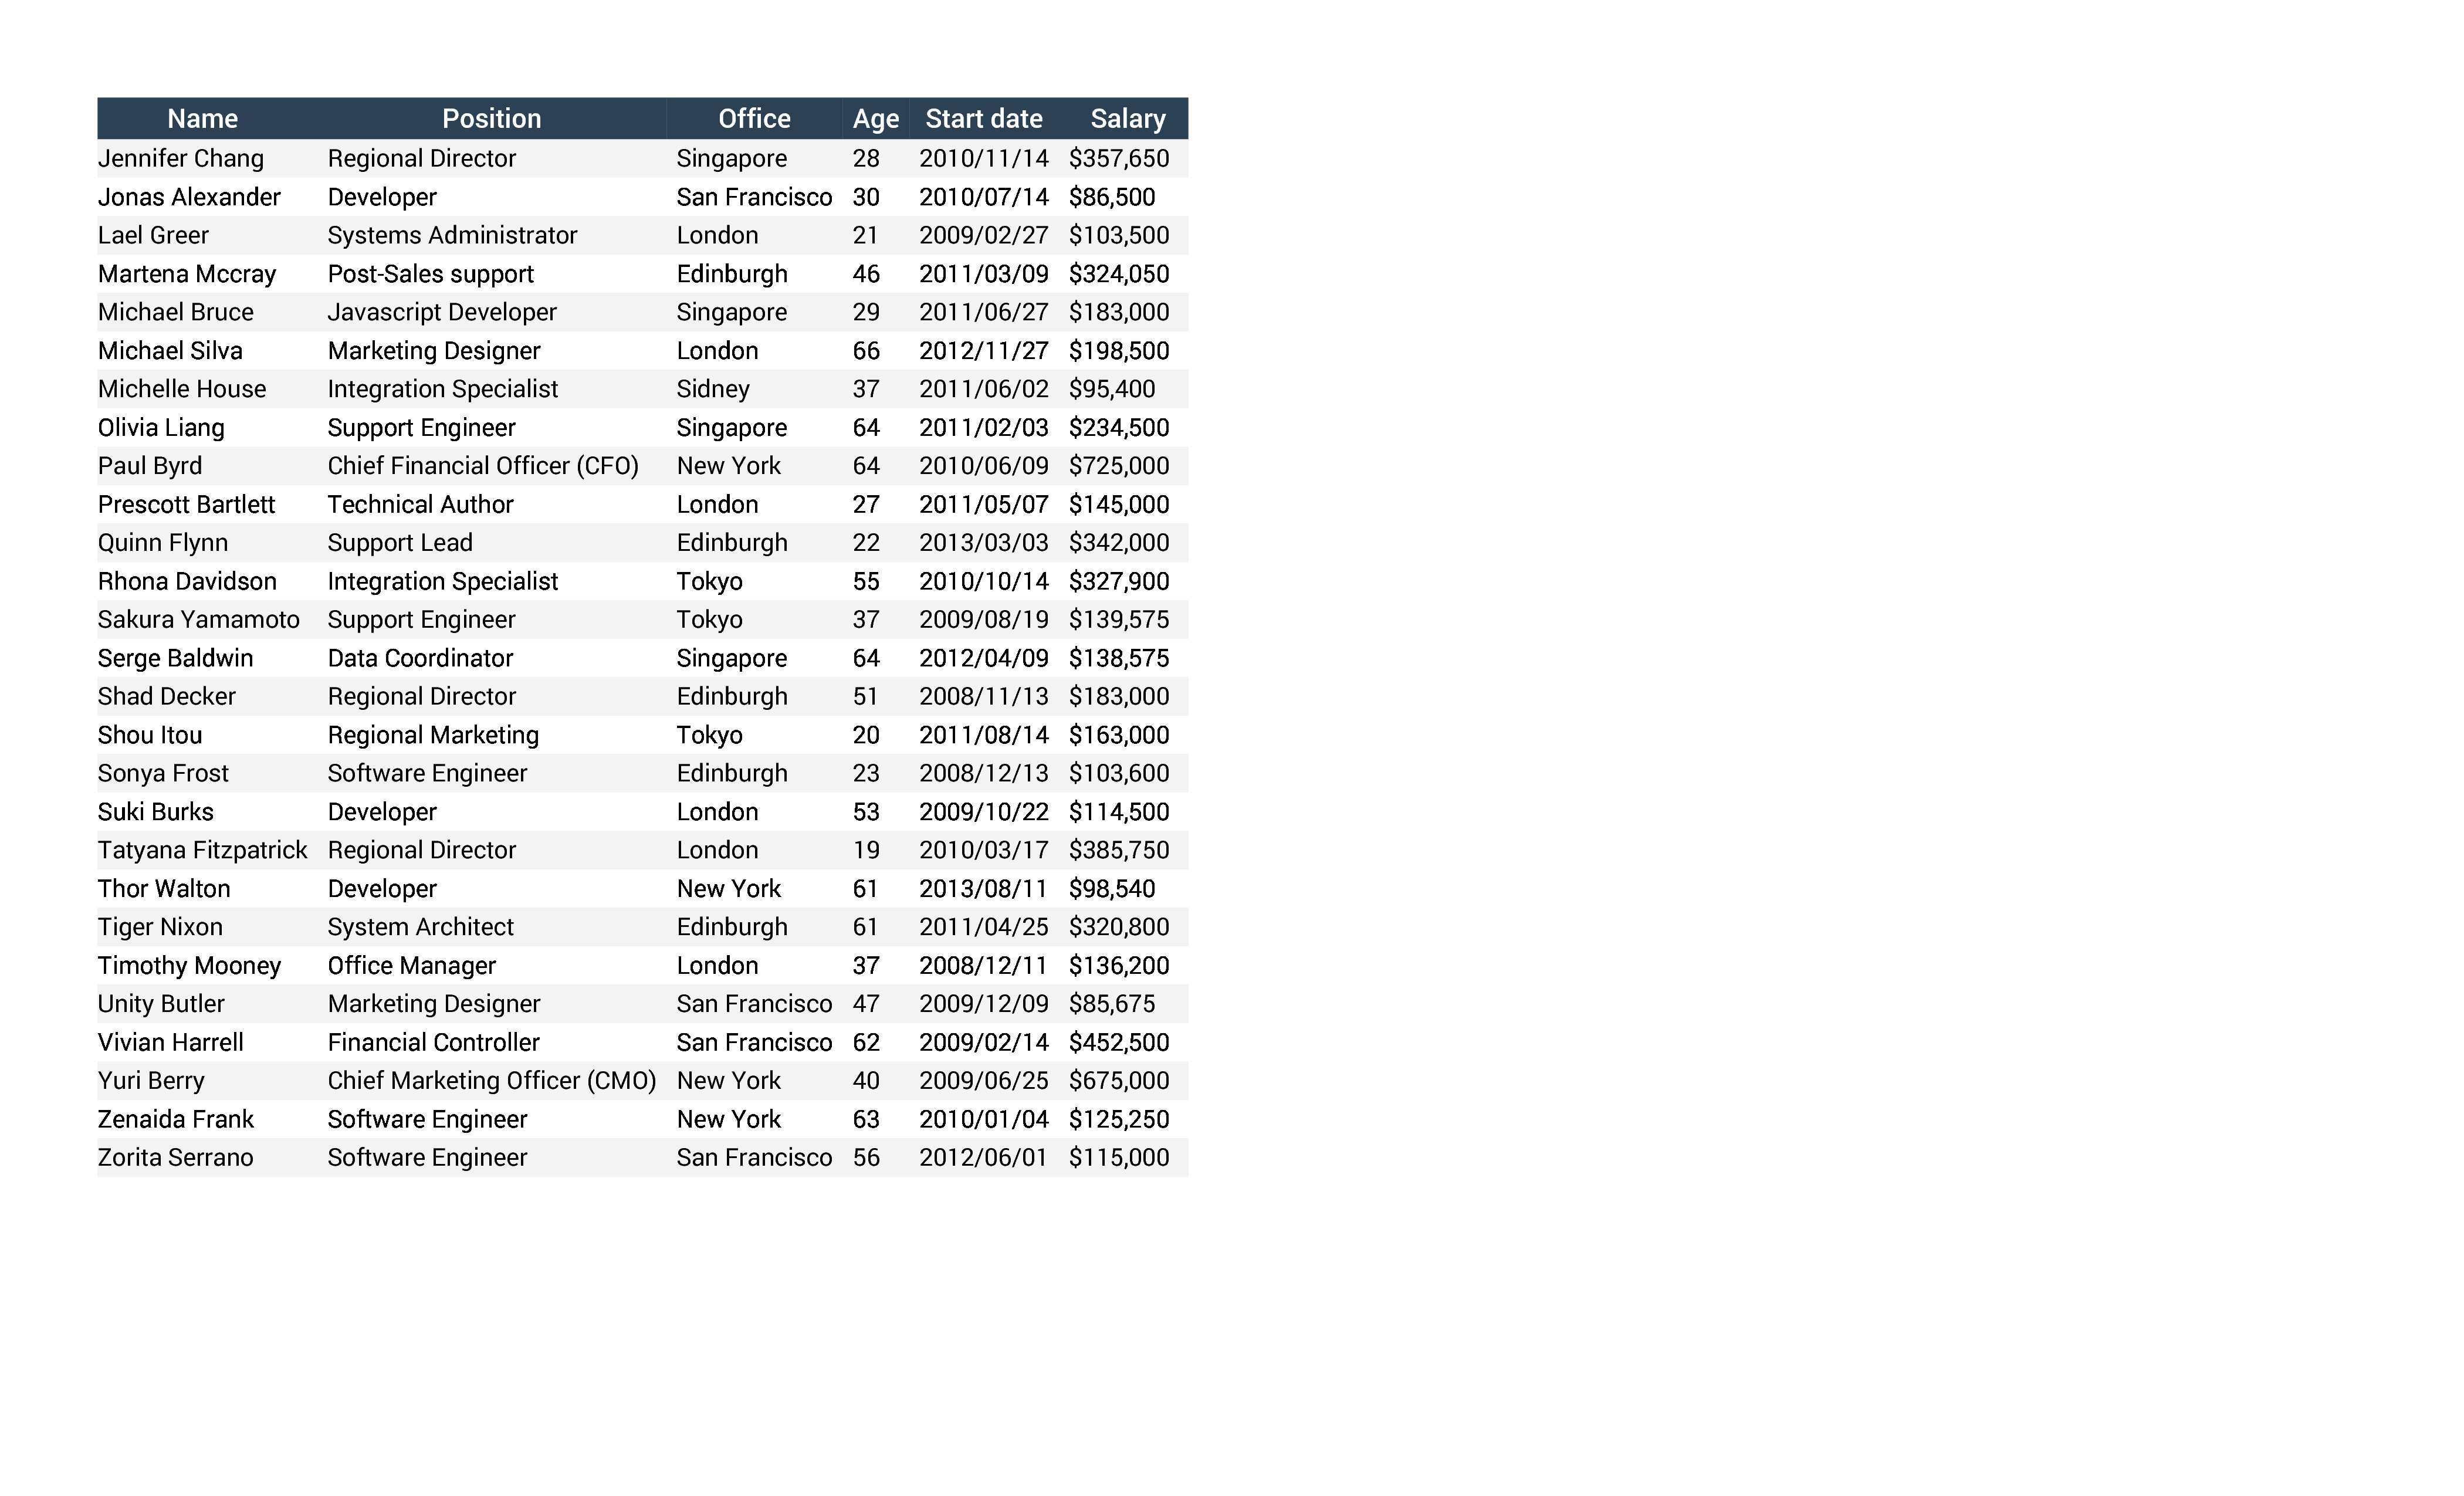 Name Position Office Age Start date Salary
Jennifer Chang Regional Director Singapore 28 2010/11/14 $357,650
Jonas Alexander Developer San Francisco 30 2010/07/14 $86,500
Lael Greer Systems Administrator London 21 2009/02/27 $103,500
Martena Mccray Post-Sales support Edinburgh 46 2011/03/09 $324,050
Michael Bruce Javascript Developer Singapore 29 2011/06/27 $183,000
Michael Silva Marketing Designer London 66 2012/11/27 $198,500
Michelle House Integration Specialist Sidney 37 2011/06/02 $95,400
Olivia Liang Support Engineer Singapore 64 2011/02/03 $234,500
Paul Byrd Chief Financial Officer (CFO) New York 64 2010/06/09 $725,000
Prescott Bartlett Technical Author London 27 2011/05/07 $145,000
Quinn Flynn Support Lead Edinburgh 22 2013/03/03 $342,000
Rhona Davidson Integration Specialist Tokyo 55 2010/10/14 $327,900
Sakura Yamamoto Support Engineer Tokyo 37 2009/08/19 $139,575
Serge Baldwin Data Coordinator Singapore 64 2012/04/09 $138,575
Shad Decker Regional Director Edinburgh 51 2008/11/13 $183,000
Shou Itou Regional Marketing Tokyo 20 2011/08/14 $163,000
Sonya Frost Software Engineer Edinburgh 23 2008/12/13 $103,600
Suki Burks Developer London 53 2009/10/22 $114,500
Tatyana Fitzpatrick Regional Director London 19 2010/03/17 $385,750
Thor Walton Developer New York 61 2013/08/11 $98,540
Tiger Nixon System Architect Edinburgh 61 2011/04/25 $320,800
Timothy Mooney Office Manager London 37 2008/12/11 $136,200
Unity Butler Marketing Designer San Francisco 47 2009/12/09 $85,675
Vivian Harrell Financial Controller San Francisco 62 2009/02/14 $452,500
Yuri Berry Chief Marketing Officer (CMO) New York 40 2009/06/25 $675,000
Zenaida Frank Software Engineer New York 63 2010/01/04 $125,250
Zorita Serrano Software Engineer San Francisco 56 2012/06/01 $115,000